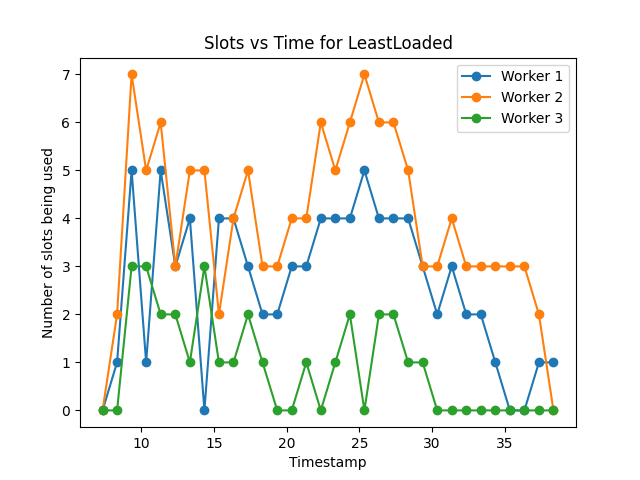 Slots vs Time for LeastLoaded
Number of slots being used
7
6
5
4
3
2
1
0
Worker 1
Worker 2
Worker 3
10 15 20 25 30 35
Timestamp